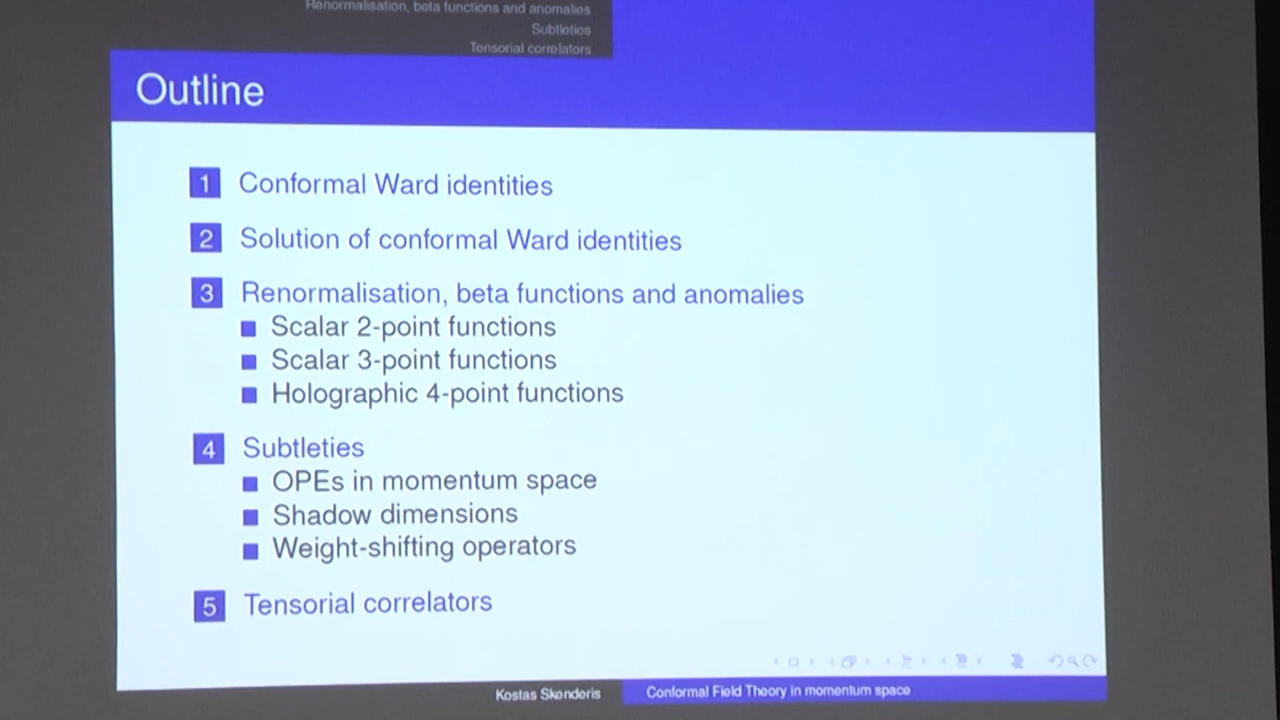 Renormalisation, beta functions and anomalies
Subtleties
Tensorial correlators
Outline
1 Conformal Ward identities
2 Solution of conformal Ward identities
3 Renormalisation, beta functions and anomalies
Scalar 2-point functions
Scalar 3-point functions
Holographic 4-point functions
4 Subtleties
OPEs in momentum space
Shadow dimensions
Weight-shifting operators
5 Tensorial correlators
Kostas Skenderis
Conformal Field Theory in momentum space